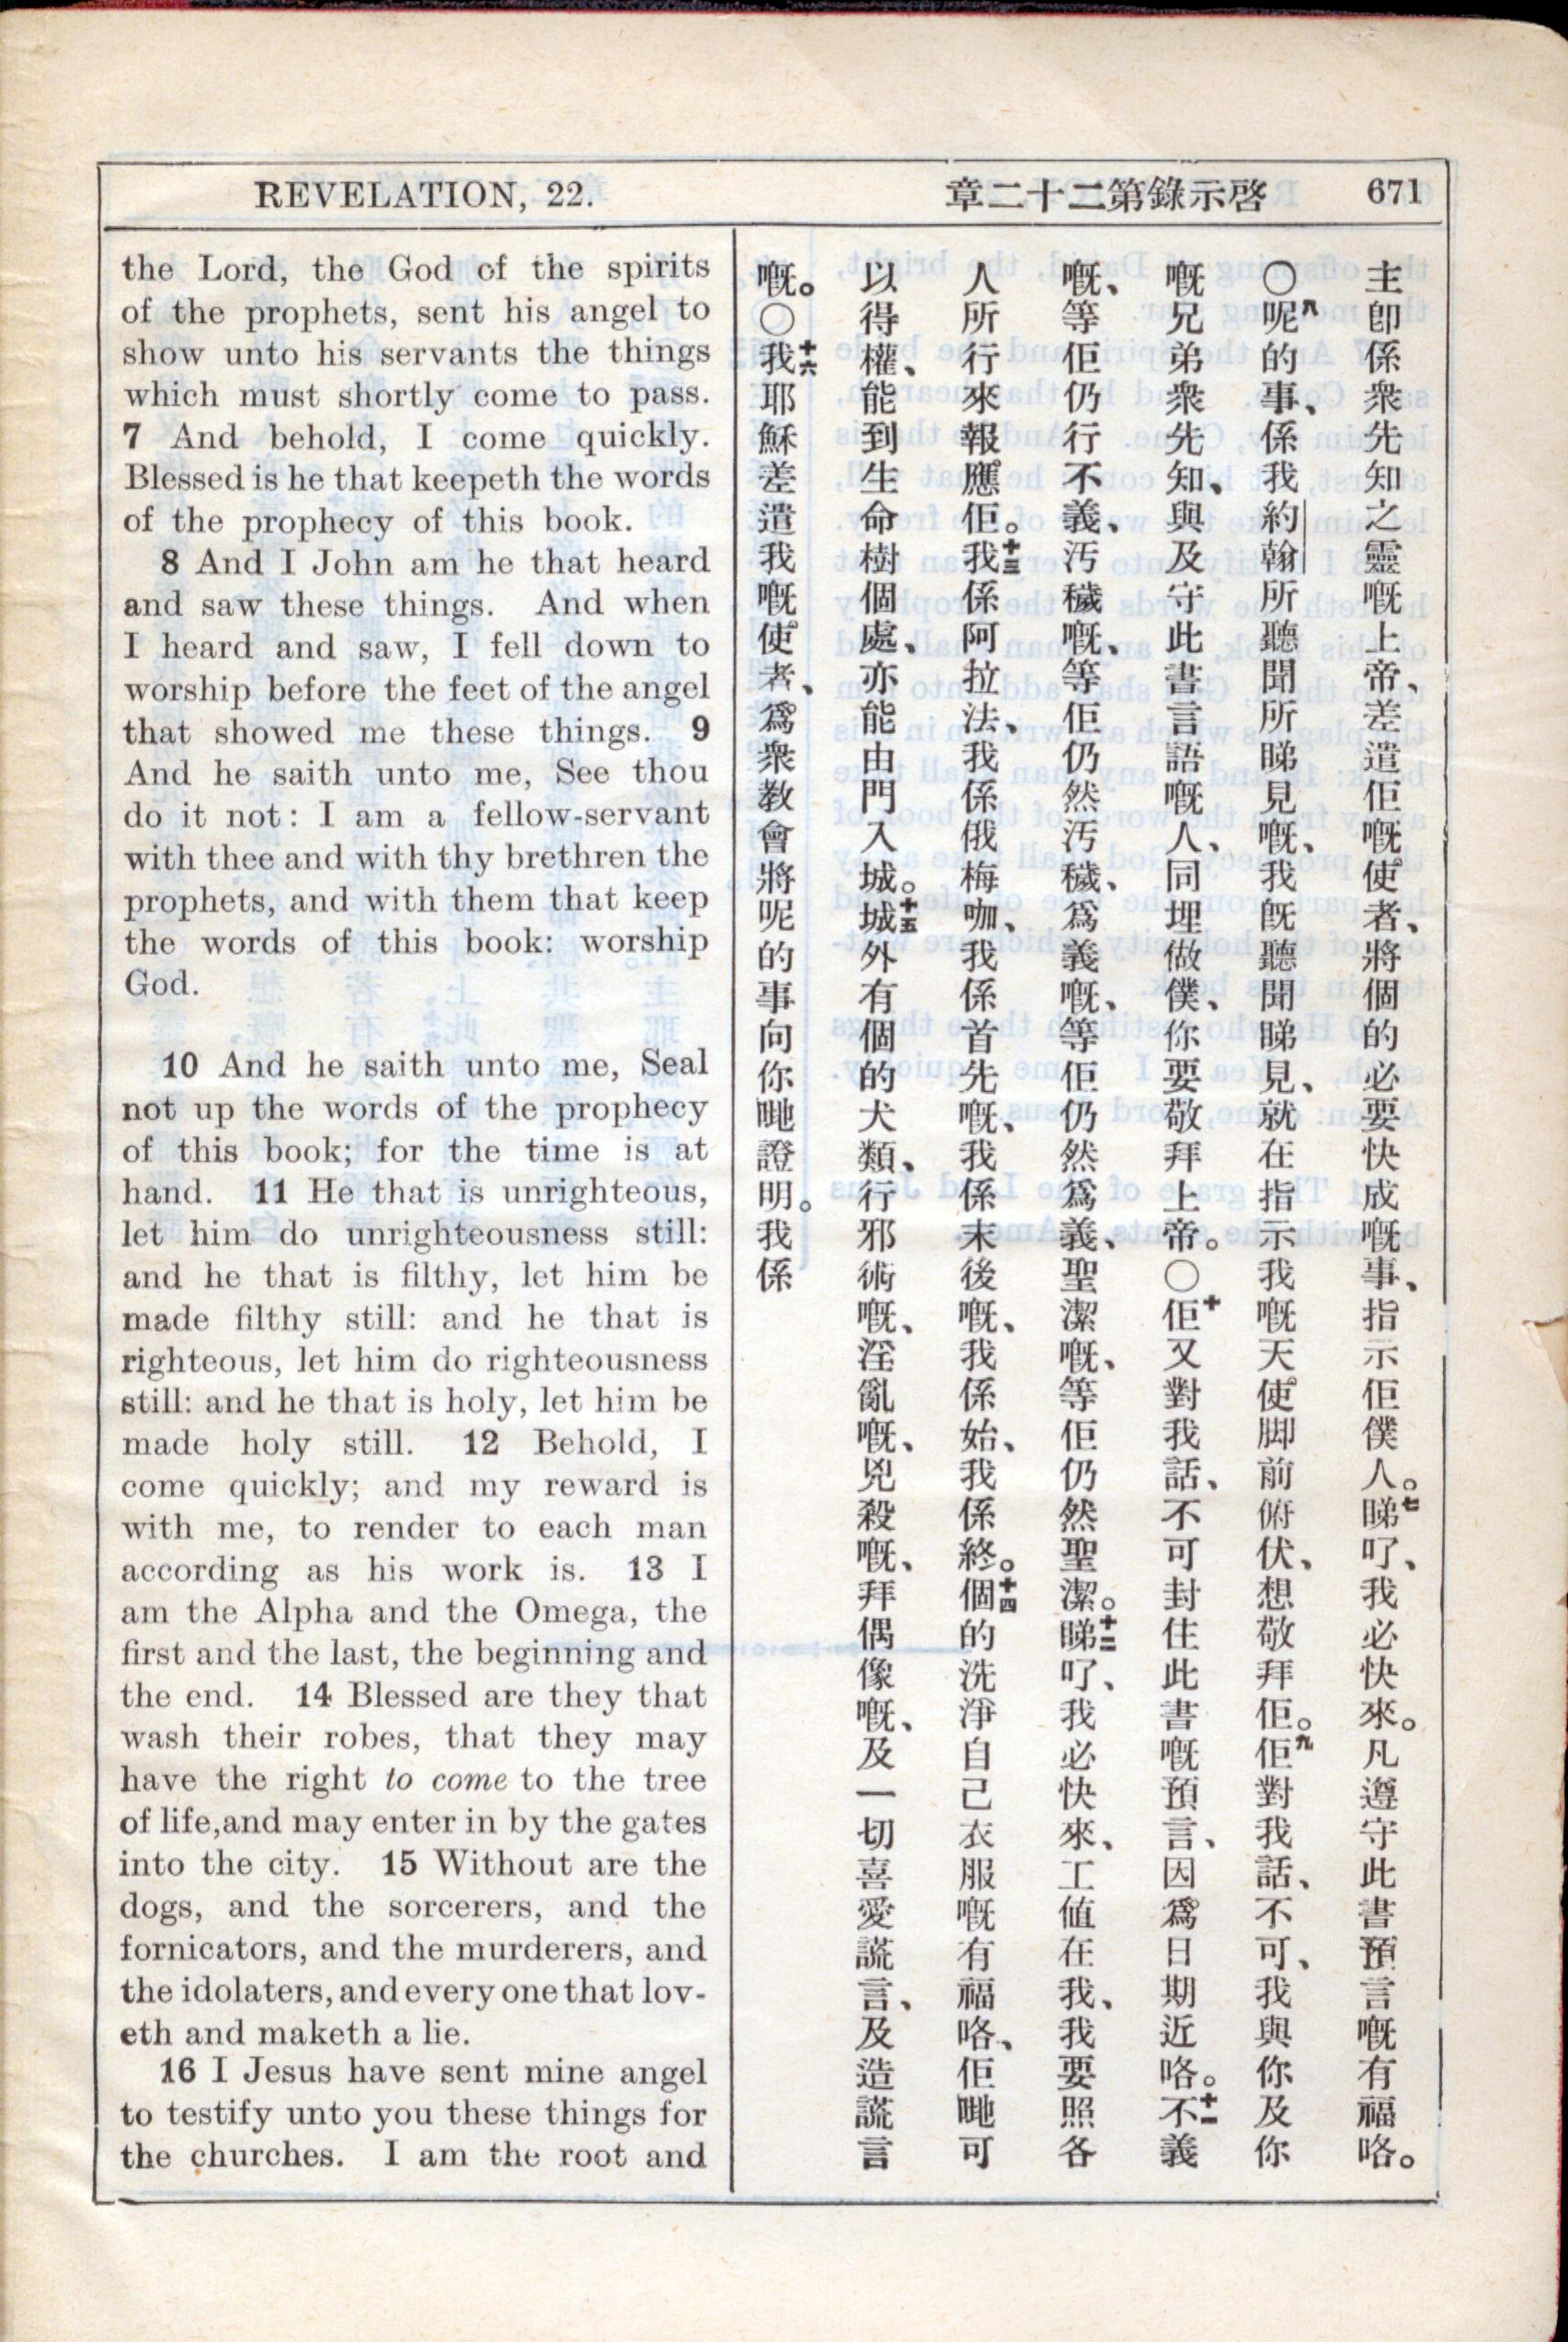 REVELATION, 22.
章二十二第錄示啓
671
the Lord, the God of the spirits
of the prophets, sent his angel to
show unto his servants the things
which must shortly come to pass.
7 And behold, I come quickly.
Blessed is he that keepeth the words
of the prophecy of this book.
8 And I John am he that heard
and saw these things. And when
I heard and saw, I fell down to
worship before the feet of the angel
that showed me these things. 9
And he saith unto me, See thou
do it not: I am a fellow-servant
with thee and with thy brethren the
prophets, and with them that keep
the words of this book: worship
God.
10 And he saith unto me, Seal
not up the words of the prophecy
of this book; for the time is at
hand. 11 He that is unrighteous,
let him do unrighteousness still:
and he that is filthy, let him be
made filthy still: and he that is
righteous, let him do righteousness
still: and he that is holy, let him be
made holy still. 12 Behold, I
come quickly; and my reward is
with me, to render to each man
according as his work is. 13 I
am the Alpha and the Omega, the
first and the last, the beginning and
the end. 14 Blessed are they that
wash their robes, that they may
have the right to come to the tree
of life,and may enter in by the gates
into the city. 15 Without are the
dogs, and the sorcerers, and the
fornicators, and the murderers, and
the idolaters, and every one that lov-
eth and maketh a lie.
16 I Jesus have sent mine angel
to testify unto you these things for
the churches. I am the root and
主卽係衆先知之靈嘅上帝、差遣佢嘅使者、將個的必要快成嘅事、指示佢僕人。七睇吖、我必快來。凡遵守此書預言嘅有福咯。
〇八呢的事、係我約翰所聽聞所睇見嘅、我旣聽聞睇見、就在指示我嘅天使脚前俯伏、想敬拜佢。九佢對我話、不可、我與你及你
嘅兄弟衆先知、與及守此書言語嘅人、同埋做僕、你要敬拜上帝。〇十佢又對我話、不可封住此書嘅預言、因爲日期近咯。十一不義
嘅、等佢仍行不義、汚穢嘅、等佢仍然汚穢、爲義嘅、等佢仍然爲義、聖潔嘅、等佢仍然聖潔。十二睇吖、我必快來、工值在我、我要照各
人所行來報應佢。十三我係阿拉法、我係俄梅咖、我係首先嘅、我係末後嘅、我係始、我係終。十四個的洗淨自己衣服嘅有福咯、佢哋可
以得權、能到生命樹個處、亦能由門入城。十五城外有個的犬類、行邪術嘅、淫亂嘅、兇殺嘅、拜偶像嘅、及一切喜愛謊言、及造謊言
嘅。〇十六我耶穌差遣我嘅使者、爲衆教會將呢的事向你哋證明。我係